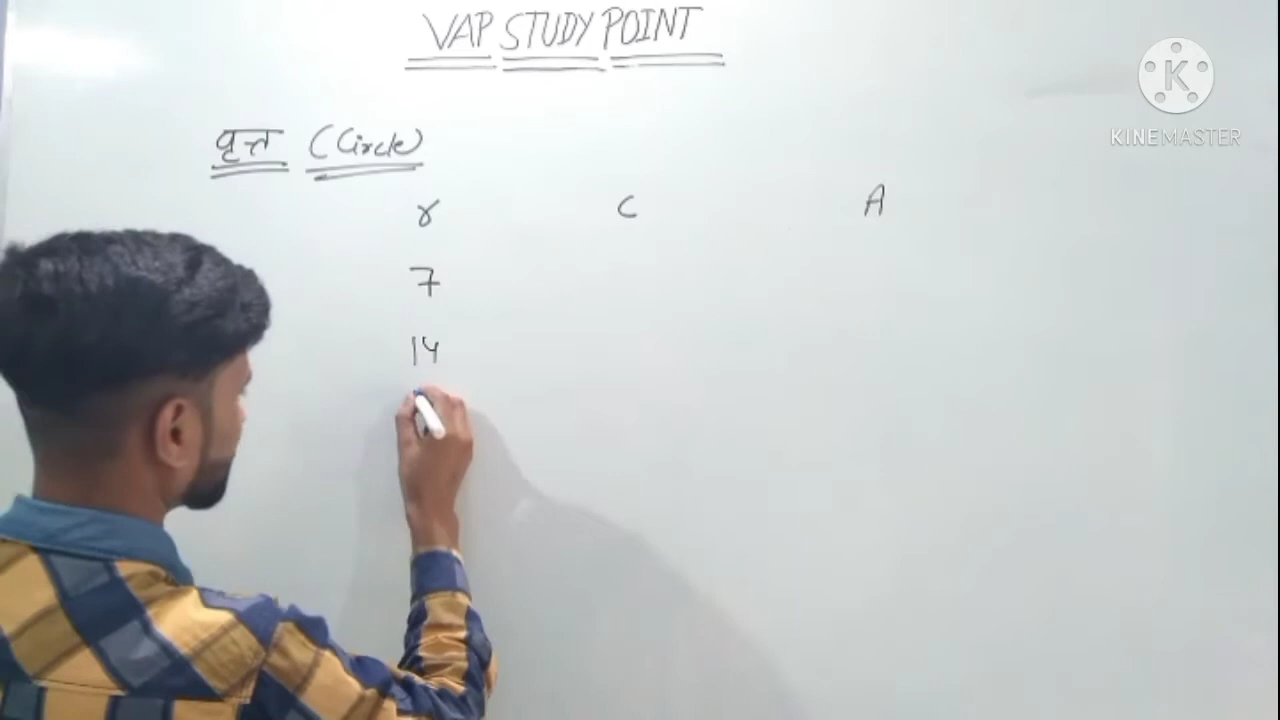 VAP STUDY POINT
K
KINEMASTER
वृत्त (Circle)
r C A
7
14